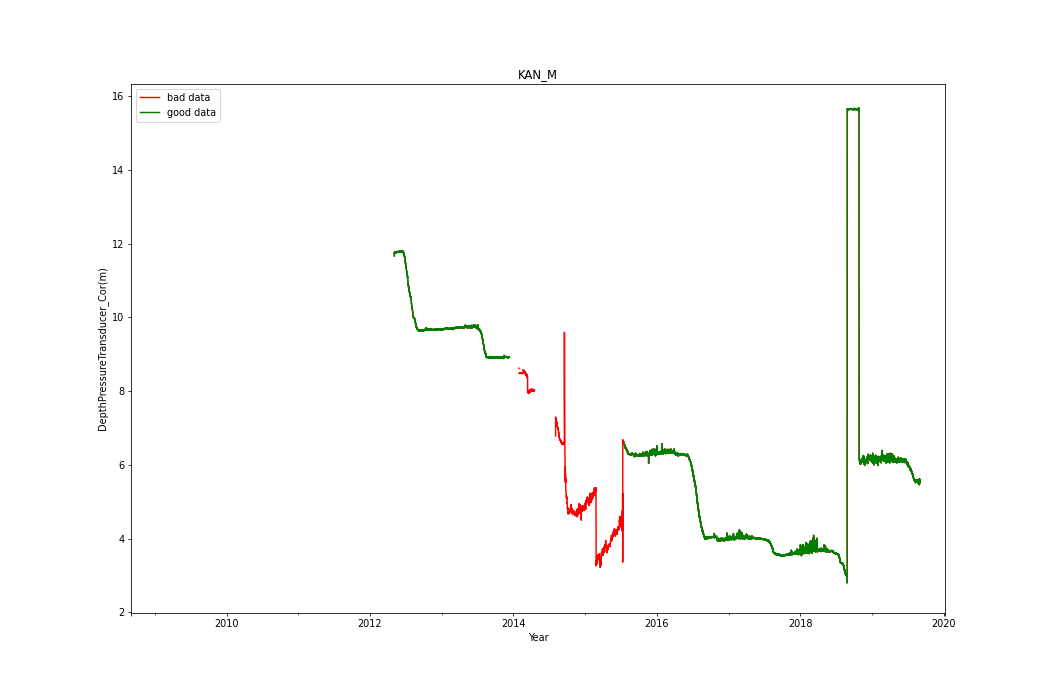 KAN_M
bad data
good data
16
14
12
10
8
6
4
2
DepthPressureTransducer_Cor(m)
2010
2012
2014
2016
2018
2020
Year